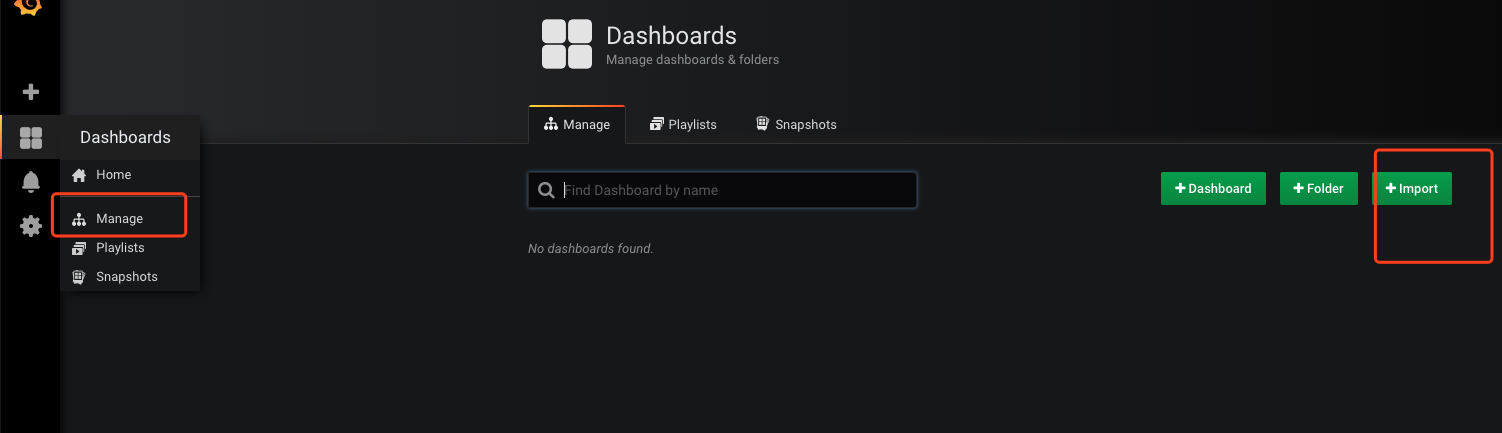 Dashboards
Manage dashboards & folders
Manage
Playlists
Snapshots
Dashboards
Home
Manage
Playlists
Snapshots
Find Dashboard by name
+ Dashboard
+ Folder
+ Import
No dashboards found.